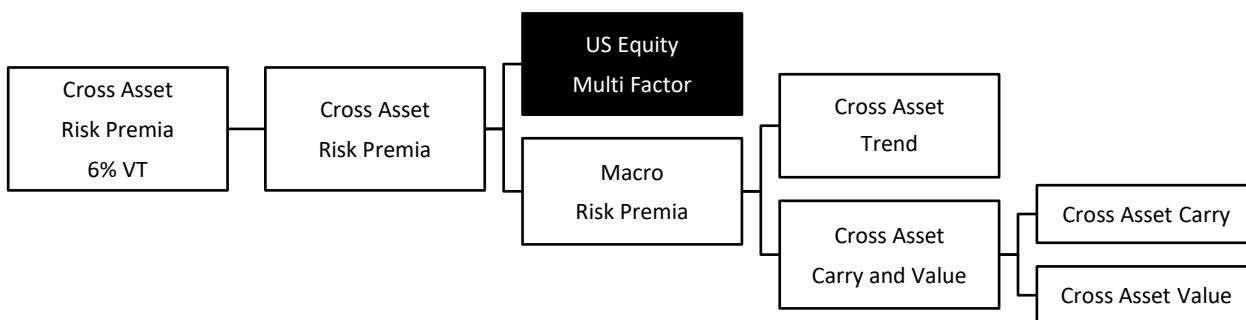 Cross Asset
Risk Premia
6% VT
Cross Asset
Risk Premia
US Equity
Multi Factor
Macro
Risk Premia
Cross Asset
Trend
Cross Asset
Carry and Value
Cross Asset Carry
Cross Asset Value